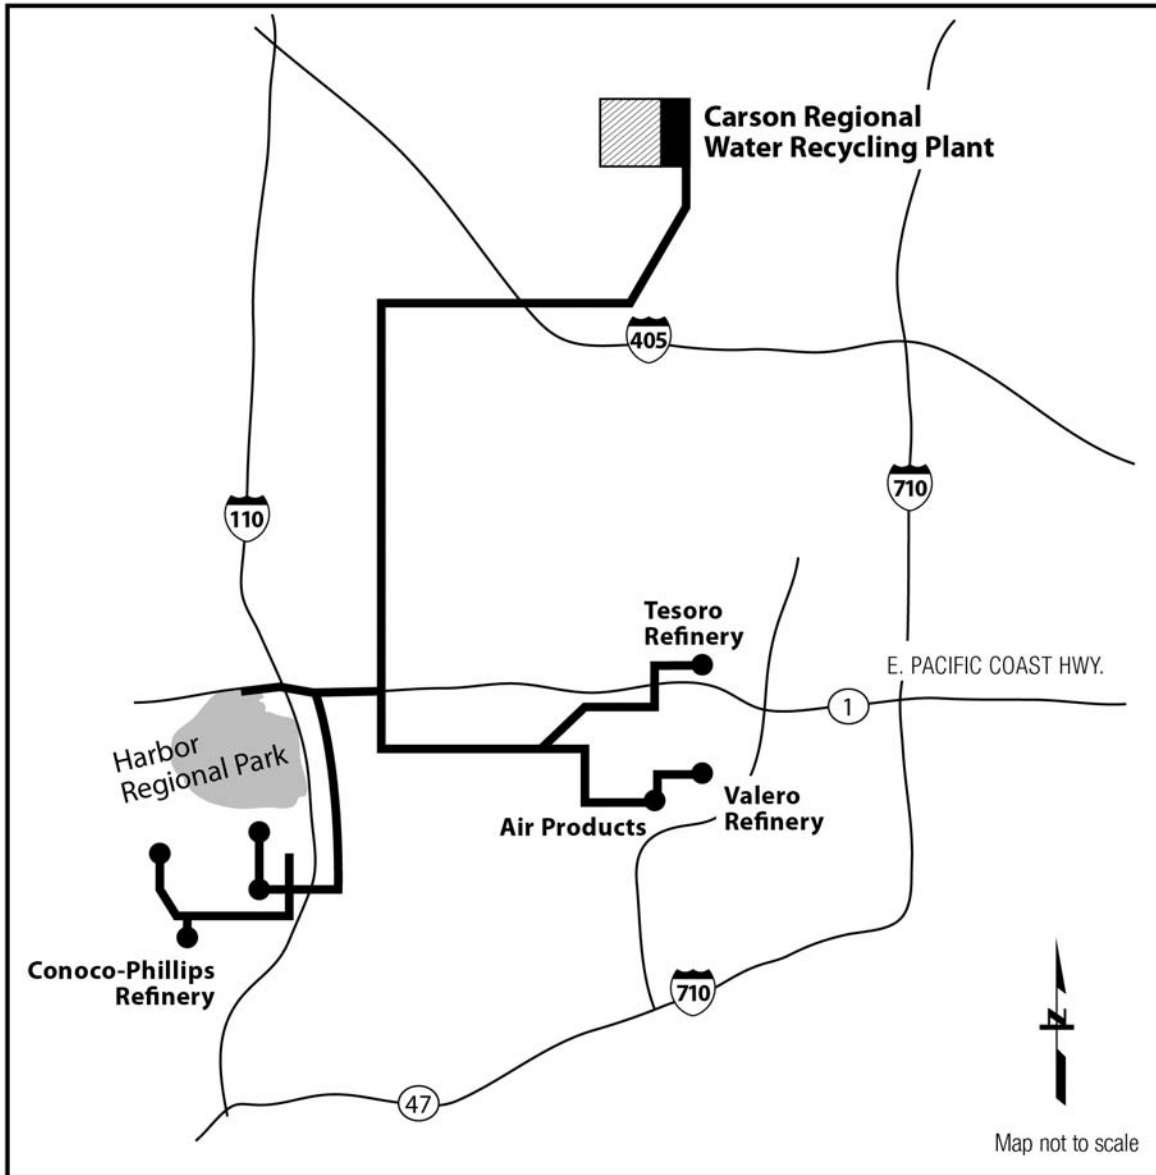 Carson Regional
Water Recycling Plant
405
710
110
Tesoro
Refinery
E. PACIFIC COAST HWY.
1
Harbor
Regional Park
Valero
Refinery
Air Products
Conoco-Phillips
Refinery
710
N
47
Map not to scale